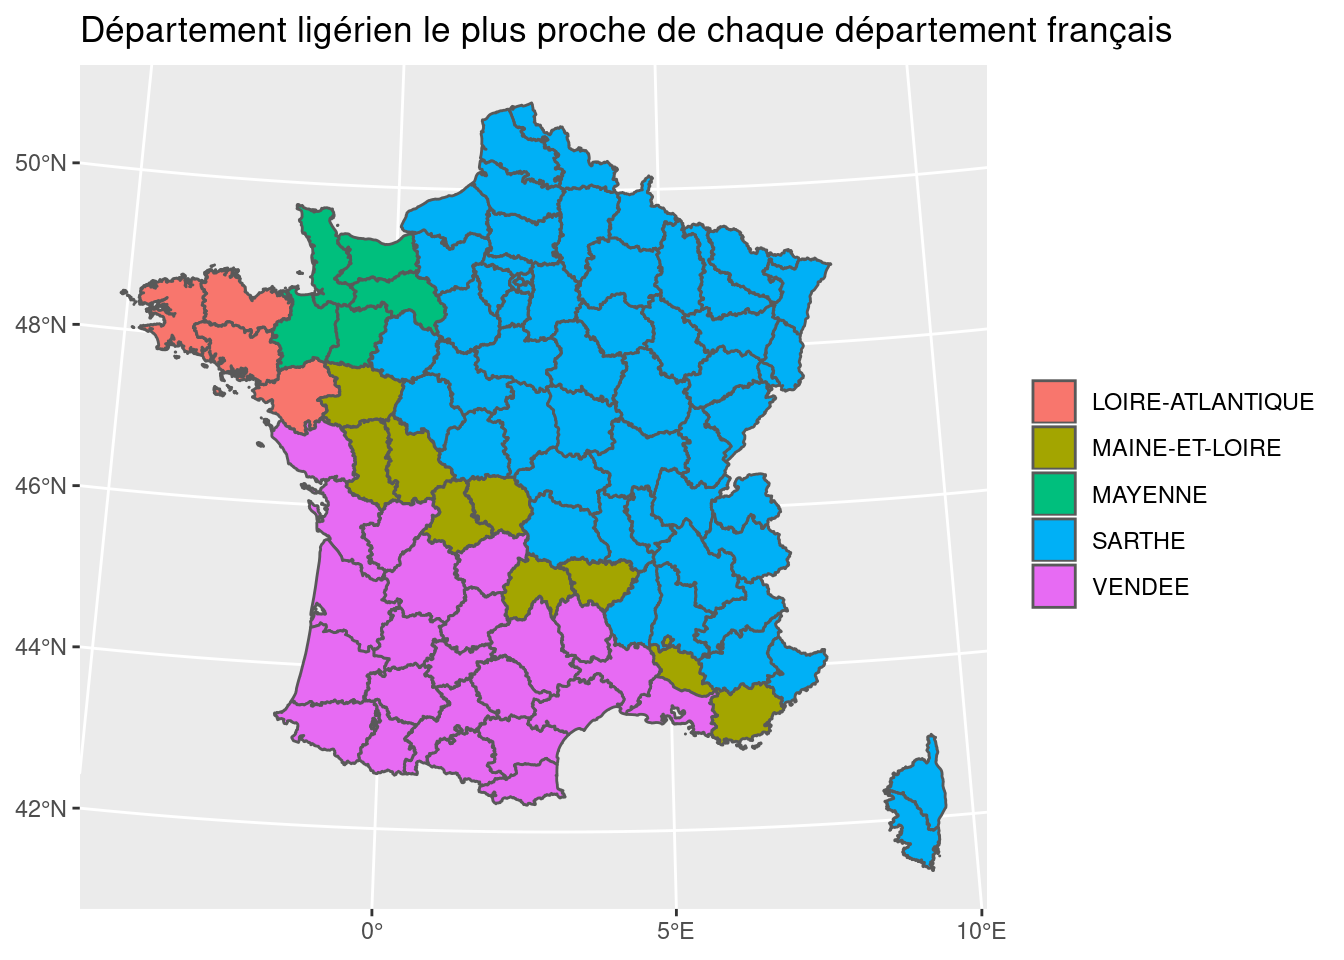 Département ligérien le plus proche de chaque département français
50°N
48°N
46°N
44°N
42°N
0°
5°E
10°E
LOIRE-ATLANTIQUE
MAINE-ET-LOIRE
MAYENNE
SARTHE
VENDEE